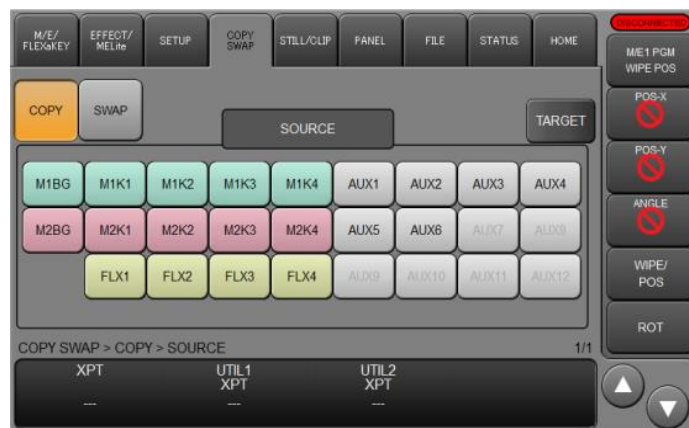 M/E/ FLEXaKEY EFFECT/ MELite SETUP COPY SWAP STILL/CLIP PANEL FILE STATUS HOME
DISCONNECTED
M/E1 PGM
WIPE POS
COPY SWAP SOURCE TARGET
POS-X
POS-Y
M1BG M1K1 M1K2 M1K3 M1K4 AUX1 AUX2 AUX3 AUX4
ANGLE
M2BG M2K1 M2K2 M2K3 M2K4 AUX5 AUX6 AUX7 AUX8
WIPE/
POS
FLX1 FLX2 FLX3 FLX4 AUX9 AUX10 AUX11 AUX12
ROT
COPY SWAP > COPY > SOURCE 1/1
XPT UTIL1 UTIL2
XPT XPT
--- --- ---